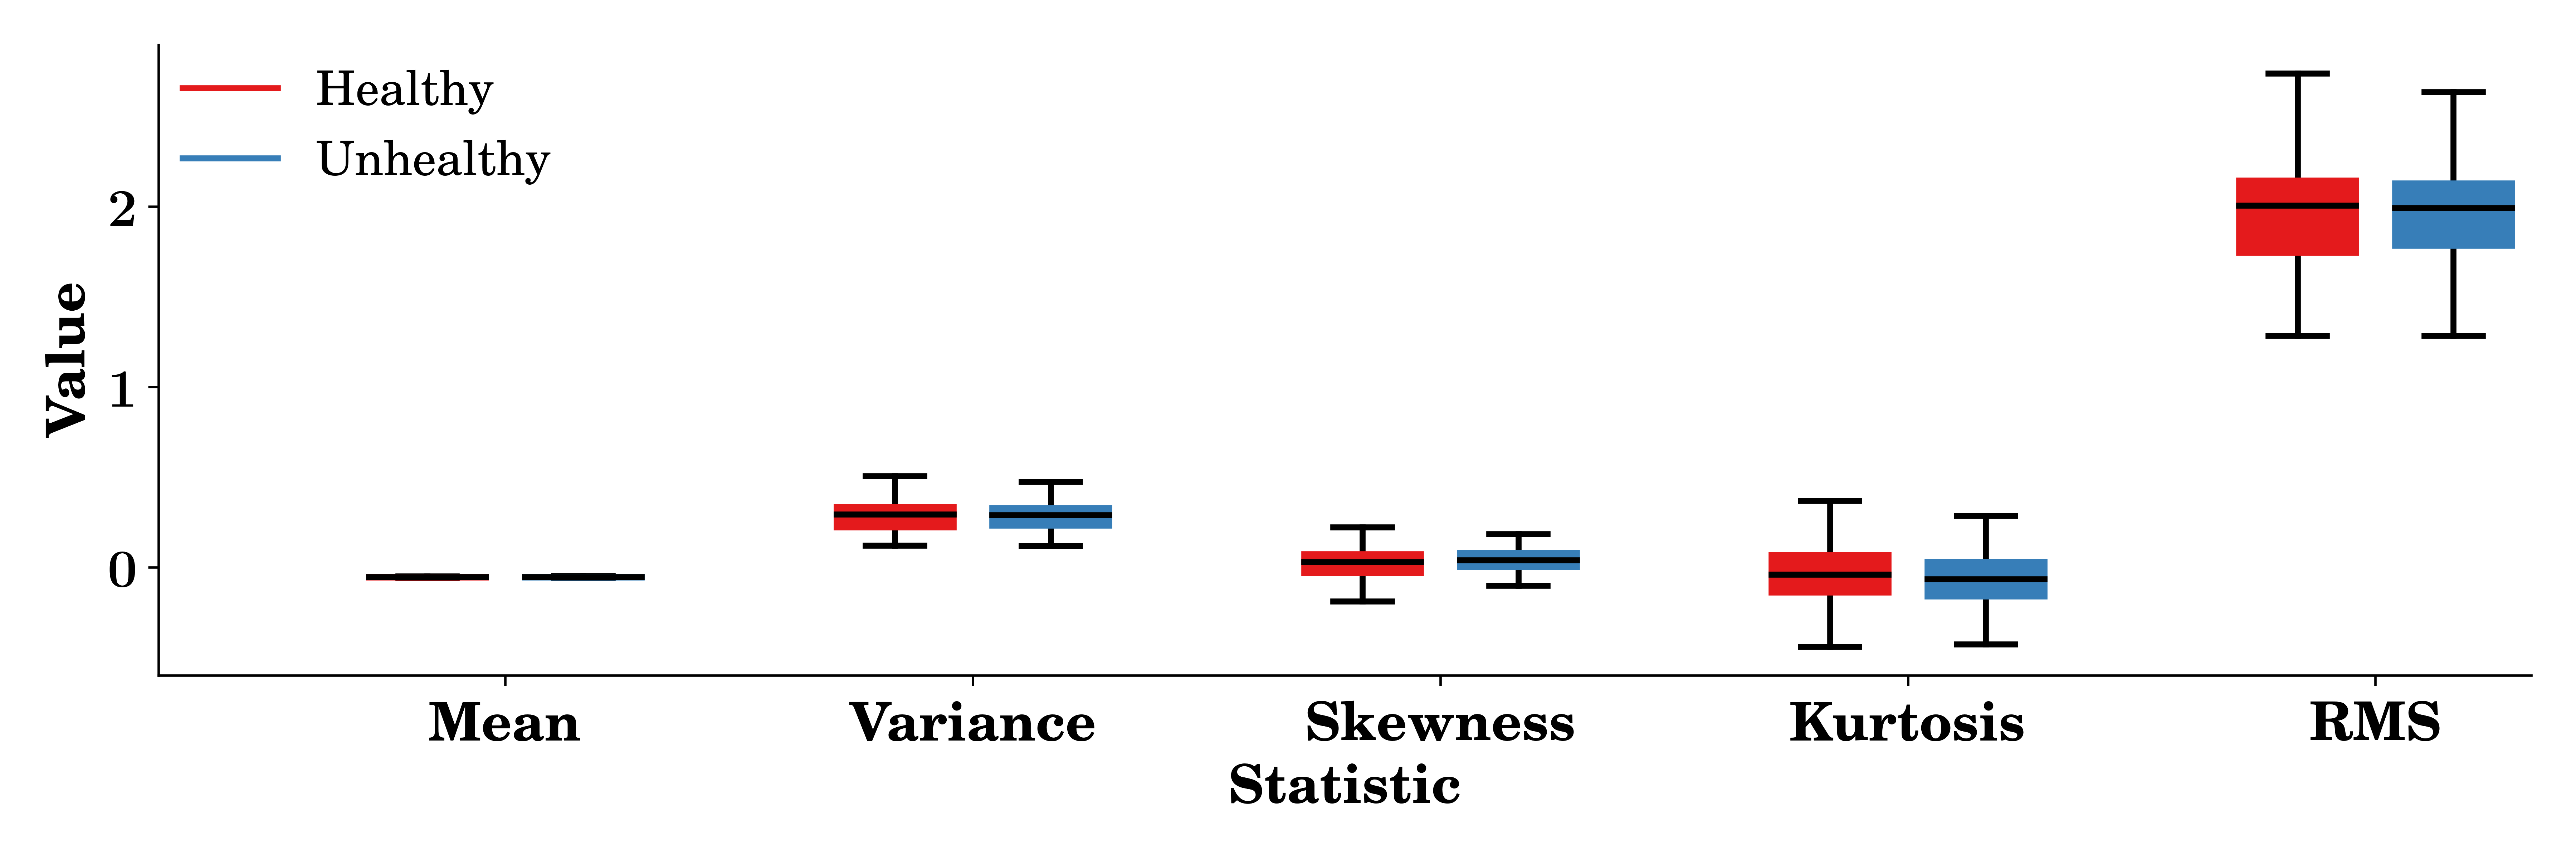 Healthy
Unhealthy
Value
2
1
0
Mean Variance Skewness Kurtosis RMS
Statistic